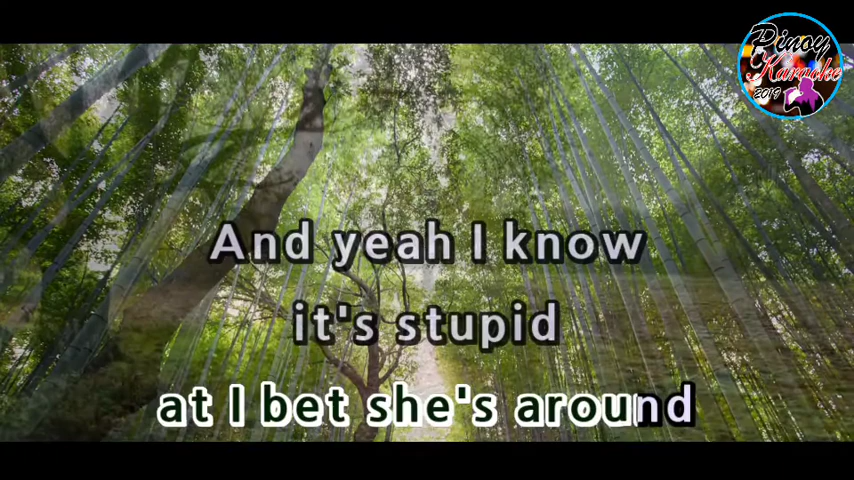 Pinoy
Karaoke
2019
And yeah I know
it's stupid
at I bet she's around